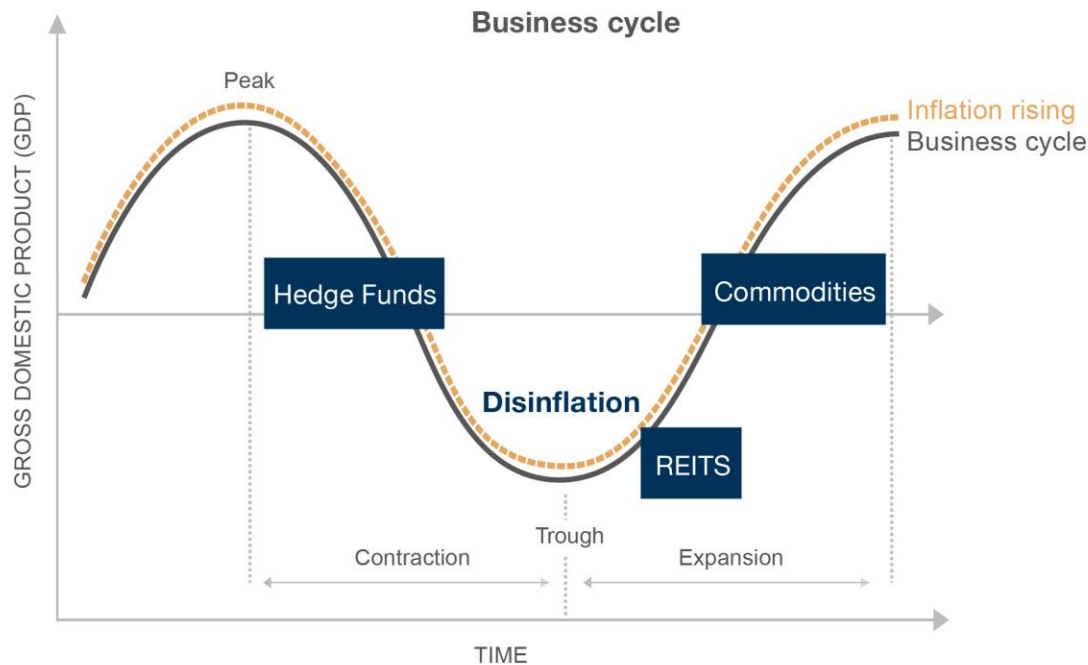 Business cycle
GROSS DOMESTIC PRODUCT (GDP)
Peak
Inflation rising
Business cycle
Hedge Funds
Commodities
Disinflation
REITS
Trough
Contraction
Expansion
TIME